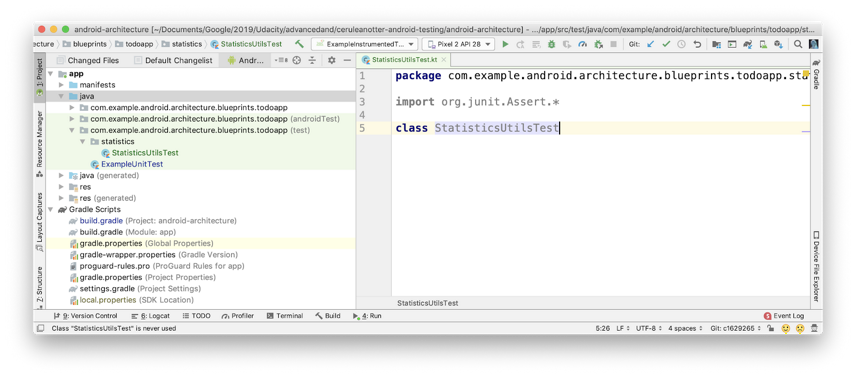 android-architecture [~/Documents/Google/2019/Udacity/advancedand/ceruleanotter-android-testing/android-architecture] - .../app/src/test/java/com/example/android/architecture/blueprints/todoapp/st...
ecture blueprints todoapp statistics StatisticsUtilsTest ExampleInstrumentedT... Pixel 2 API 28 Git:
1: Project Changed Files Default Changelist Andr... StatisticsUtilsTest.kt Gradle
app
manifests
java
com.example.android.architecture.blueprints.todoapp
com.example.android.architecture.blueprints.todoapp (androidTest)
com.example.android.architecture.blueprints.todoapp (test)
statistics
StatisticsUtilsTest
ExampleUnitTest
java (generated)
res
res (generated)
Gradle Scripts
build.gradle (Project: android-architecture)
build.gradle (Module: app)
gradle.properties (Global Properties)
gradle-wrapper.properties (Gradle Version)
proguard-rules.pro (ProGuard Rules for app)
gradle.properties (Project Properties)
settings.gradle (Project Settings)
local.properties (SDK Location)
Resource Manager
Layout Captures
Z: Structure
1 package com.example.android.architecture.blueprints.todoapp.sta
2
3 import org.junit.Assert.*
4
5 class StatisticsUtilsTest
StatisticsUtilsTest
Device File Explorer
9: Version Control 6: Logcat TODO Profiler Terminal Build 4: Run Event Log
Class "StatisticsUtilsTest" is never used 5:26 LF UTF-8 4 spaces Git: c1629265